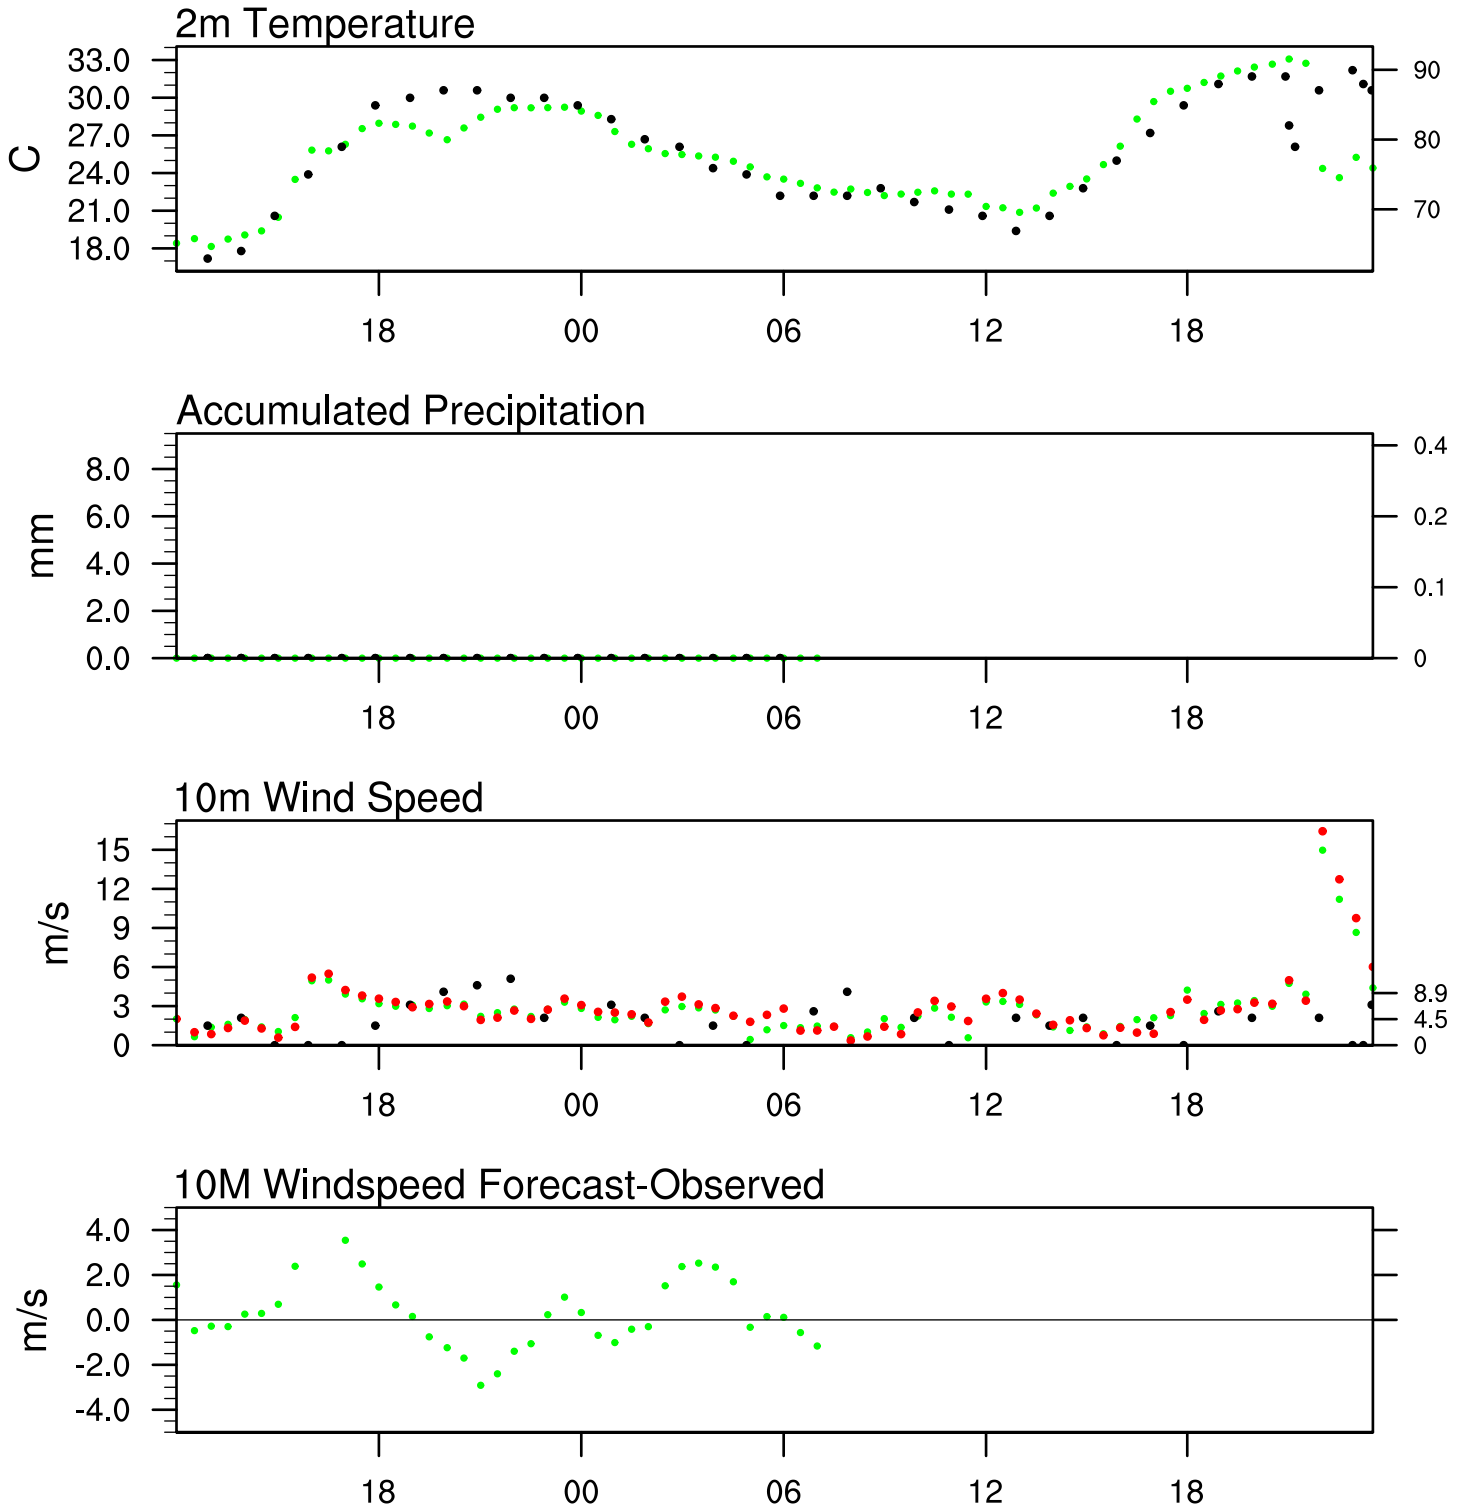 2m Temperature
33.0
30.0
27.0
24.0
21.0
18.0
C
90
80
70
18 00 06 12 18
Accumulated Precipitation
8.0
6.0
4.0
2.0
0.0
mm
0.4
0.2
0.1
0
18 00 06 12 18
10m Wind Speed
15
12
9
6
3
0
m/s
8.9
4.5
0
18 00 06 12 18
10M Windspeed Forecast-Observed
4.0
2.0
0.0
-2.0
-4.0
m/s
18 00 06 12 18